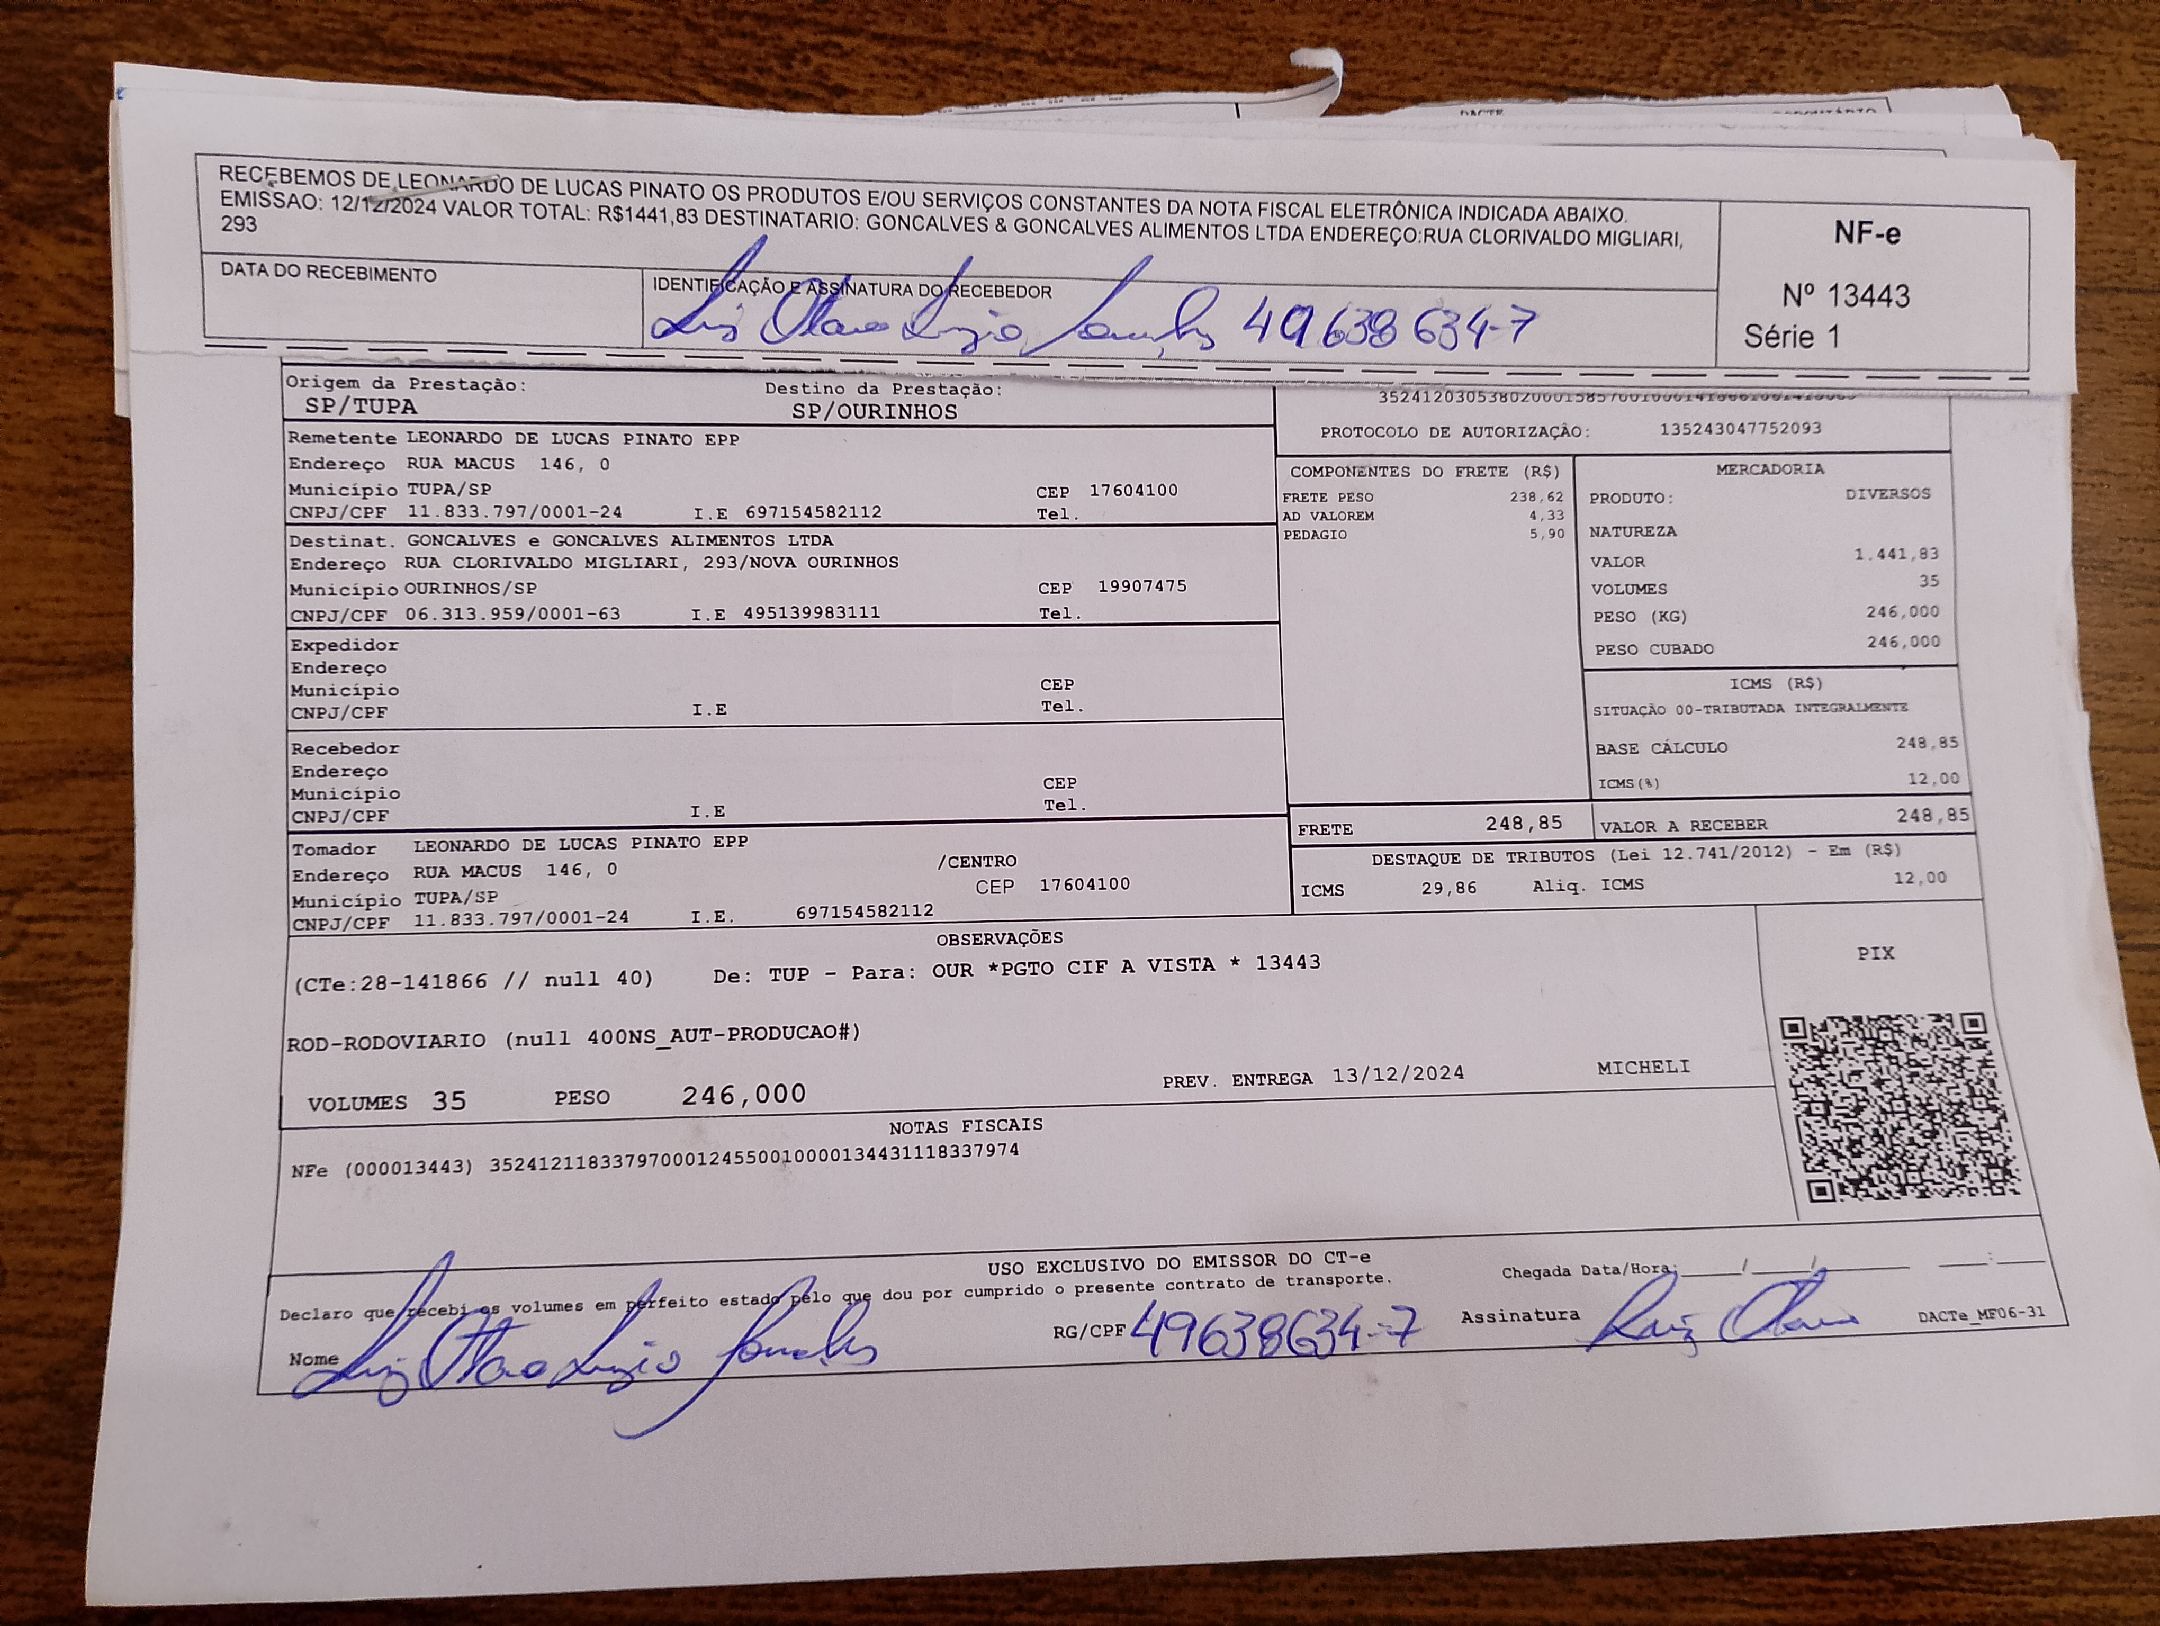 RECEBEMOS DE LEONARDO DE LUCAS PINATO OS PRODUTOS E/OU SERVIÇOS CONSTANTES DA NOTA FISCAL ELETRÔNICA INDICADA ABAIXO.
EMISSAO: 12/12/2024 VALOR TOTAL: R$1441,83 DESTINATARIO: GONCALVES & GONCALVES ALIMENTOS LTDA ENDEREÇO:RUA CLORIVALDO MIGLIARI,
293
NF-e
Nº 13443
Série 1
DATA DO RECEBIMENTO
IDENTIFICAÇÃO E ASSINATURA DO RECEBEDOR
49638634-7
Origem da Prestação: Destino da Prestação:
SP/TUPA SP/OURINHOS
Remetente LEONARDO DE LUCAS PINATO EPP
Endereço RUA MACUS 146, 0
Município TUPA/SP CEP 17604100
CNPJ/CPF 11.833.797/0001-24 I.E 697154582112 Tel.
Destinat. GONCALVES e GONCALVES ALIMENTOS LTDA
Endereço RUA CLORIVALDO MIGLIARI, 293/NOVA OURINHOS
Município OURINHOS/SP CEP 19907475
CNPJ/CPF 06.313.959/0001-63 I.E 495139983111 Tel.
Expedidor
Endereço
Município CEP
CNPJ/CPF I.E Tel.
Recebedor
Endereço
Município CEP
CNPJ/CPF I.E Tel.
Tomador LEONARDO DE LUCAS PINATO EPP
Endereço RUA MACUS 146, 0 /CENTRO
Município TUPA/SP CEP 17604100
CNPJ/CPF 11.833.797/0001-24 I.E. 697154582112
PROTOCOLO DE AUTORIZAÇÃO: 135243047752093
COMPONENTES DO FRETE (R$)
FRETE PESO 238,62
AD VALOREM 4,33
PEDAGIO 5,90
MERCADORIA
PRODUTO: DIVERSOS
NATUREZA
VALOR 1.441,83
VOLUMES 35
PESO (KG) 246,000
PESO CUBADO 246,000
ICMS (R$)
SITUAÇÃO 00-TRIBUTADA INTEGRALMENTE
BASE CÁLCULO 248,85
ICMS(%) 12,00
FRETE 248,85 VALOR A RECEBER 248,85
DESTAQUE DE TRIBUTOS (Lei 12.741/2012) - Em (R$)
ICMS 29,86 Aliq. ICMS 12,00
OBSERVAÇÕES
(CTe:28-141866 // null 40) De: TUP - Para: OUR *PGTO CIF A VISTA * 13443
ROD-RODOVIARIO (null 400NS_AUT-PRODUCAO#)
VOLUMES 35 PESO 246,000 PREV. ENTREGA 13/12/2024 MICHELI
PIX
NOTAS FISCAIS
NFe (000013443) 35241211833797000124550010000134431118337974
USO EXCLUSIVO DO EMISSOR DO CT-e
Declaro que recebi os volumes em perfeito estado pelo que dou por cumprido o presente contrato de transporte.
Chegada Data/Hora:____/____/______ ___:___
Nome
RG/CPF 49638634-7
Assinatura Luiz
DACTe_MF06-31